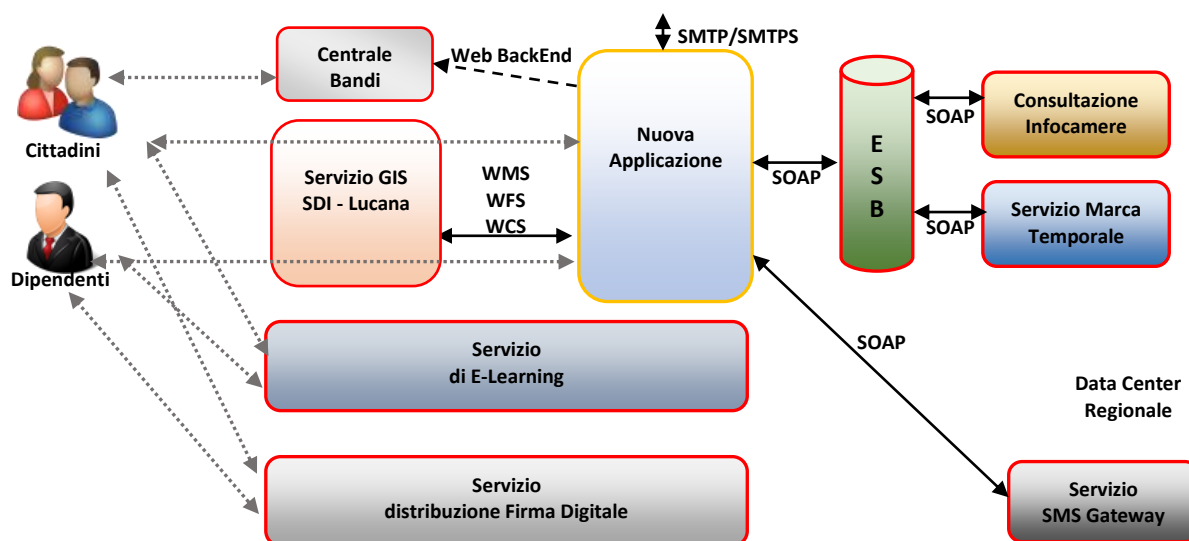 SMTP/SMTPS
Centrale
Bandi
Web BackEnd
Cittadini
Dipendenti
Servizio GIS
SDI - Lucana
WMS
WFS
WCS
Nuova
Applicazione
SOAP
E
S
B
SOAP
Consultazione
Infocamere
SOAP
Servizio Marca
Temporale
Servizio
di E-Learning
SOAP
Data Center
Regionale
Servizio
distribuzione Firma Digitale
Servizio
SMS Gateway